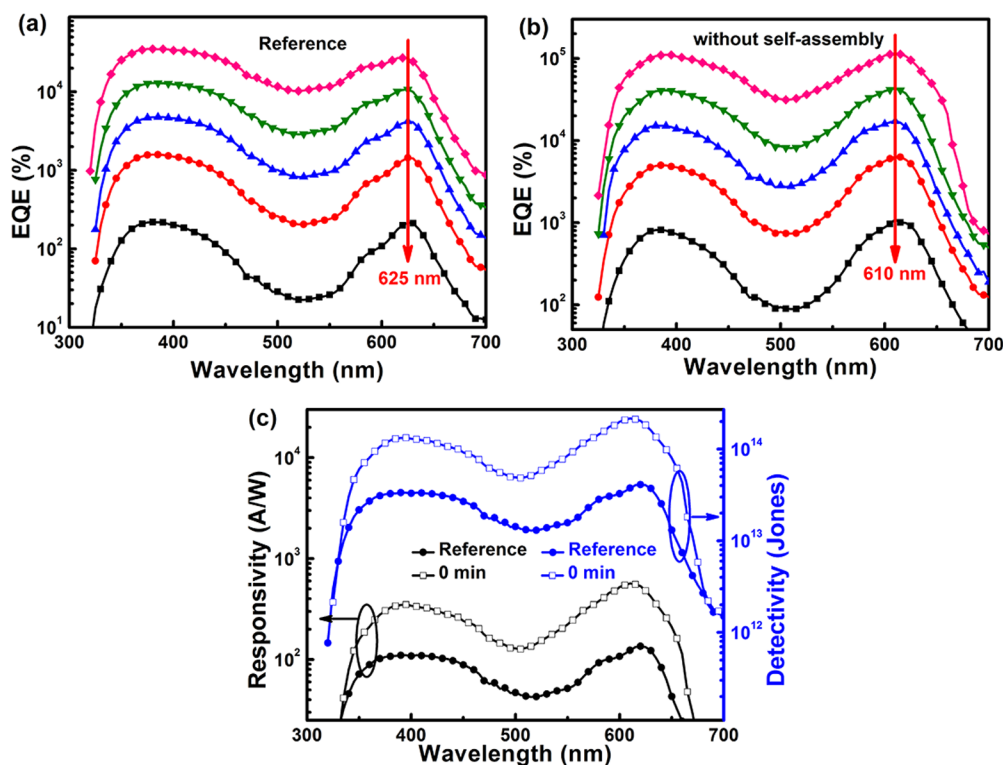 (a)
Reference
EQE (%)
10^4
10^3
10^2
10^1
625 nm
300 400 500 600 700
Wavelength (nm)
(b)
without self-assembly
EQE (%)
10^5
10^4
10^3
10^2
610 nm
300 400 500 600 700
Wavelength (nm)
(c)
Responsivity (A/W)
10^4
10^3
10^2
Reference Reference
0 min 0 min
10^14
10^13
10^12
Detectivity (Jones)
300 400 500 600 700
Wavelength (nm)